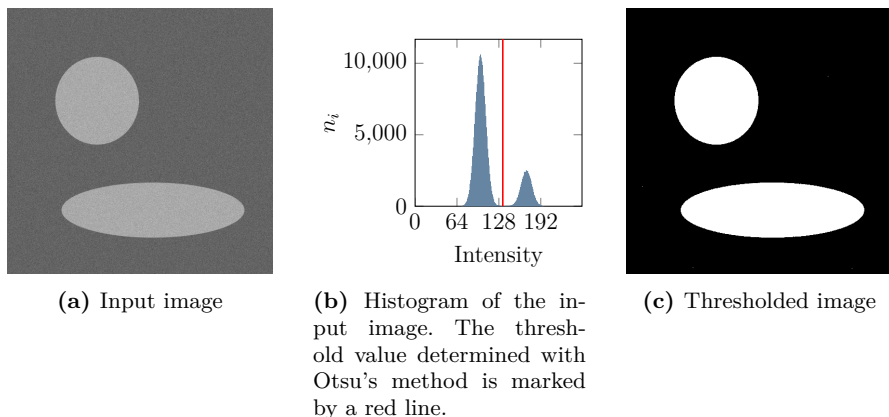 10,000
5,000
0
n_i
0 64 128 192
Intensity
(a) Input image
(b) Histogram of the in-
put image. The thresh-
old value determined with
Otsu's method is marked
by a red line.
(c) Thresholded image